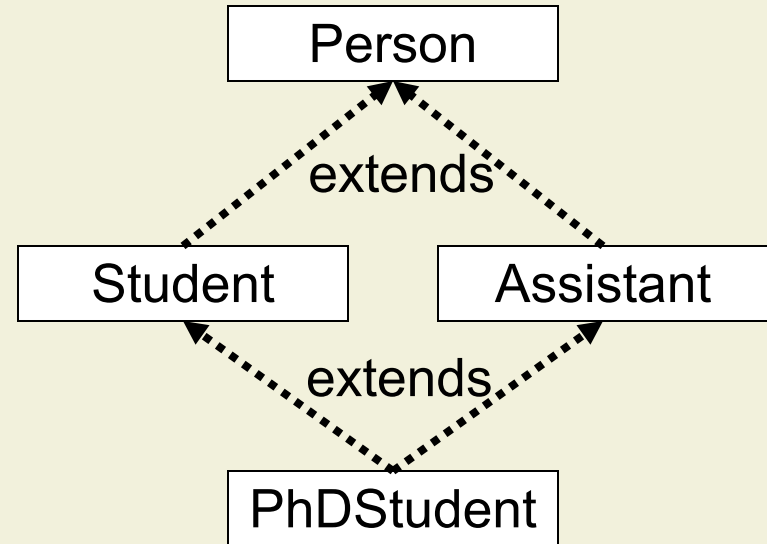 Person
extends
Student
Assistant
extends
PhDStudent